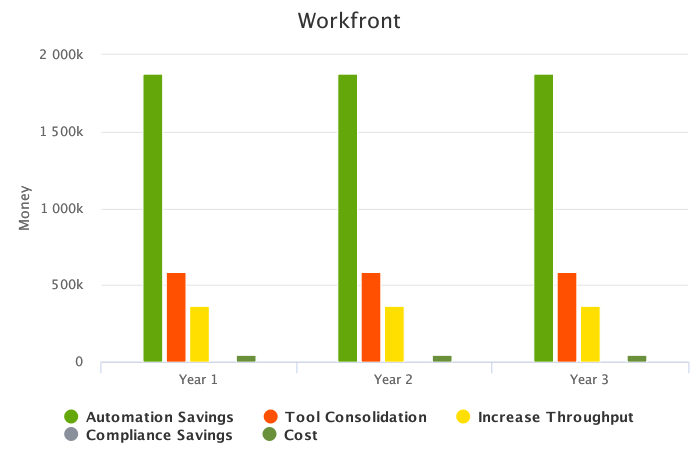 Workfront
Money
2 000k
1 500k
1 000k
500k
0
Year 1 Year 2 Year 3
Automation Savings Tool Consolidation Increase Throughput
Compliance Savings Cost